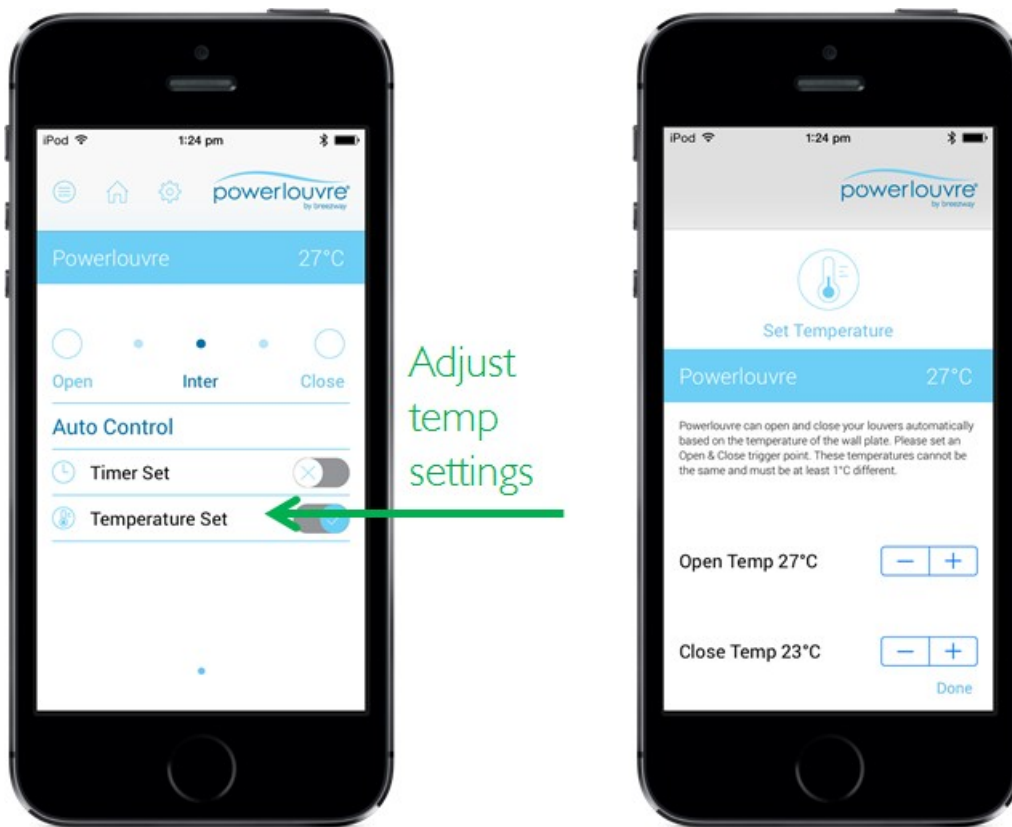 iPod 1:24 pm
powerlouvre®
by breezway
Powerlouvre 27°C
Open Inter Close
Auto Control
Timer Set
Temperature Set
Adjust
temp
settings
iPod 1:24 pm
powerlouvre®
by breezway
Set Temperature
Powerlouvre 27°C
Powerlouvre can open and close your louvers automatically
based on the temperature of the wall plate. Please set an
Open & Close trigger point. These temperatures cannot be
the same and must be at least 1°C different.
Open Temp 27°C − +
Close Temp 23°C − +
Done